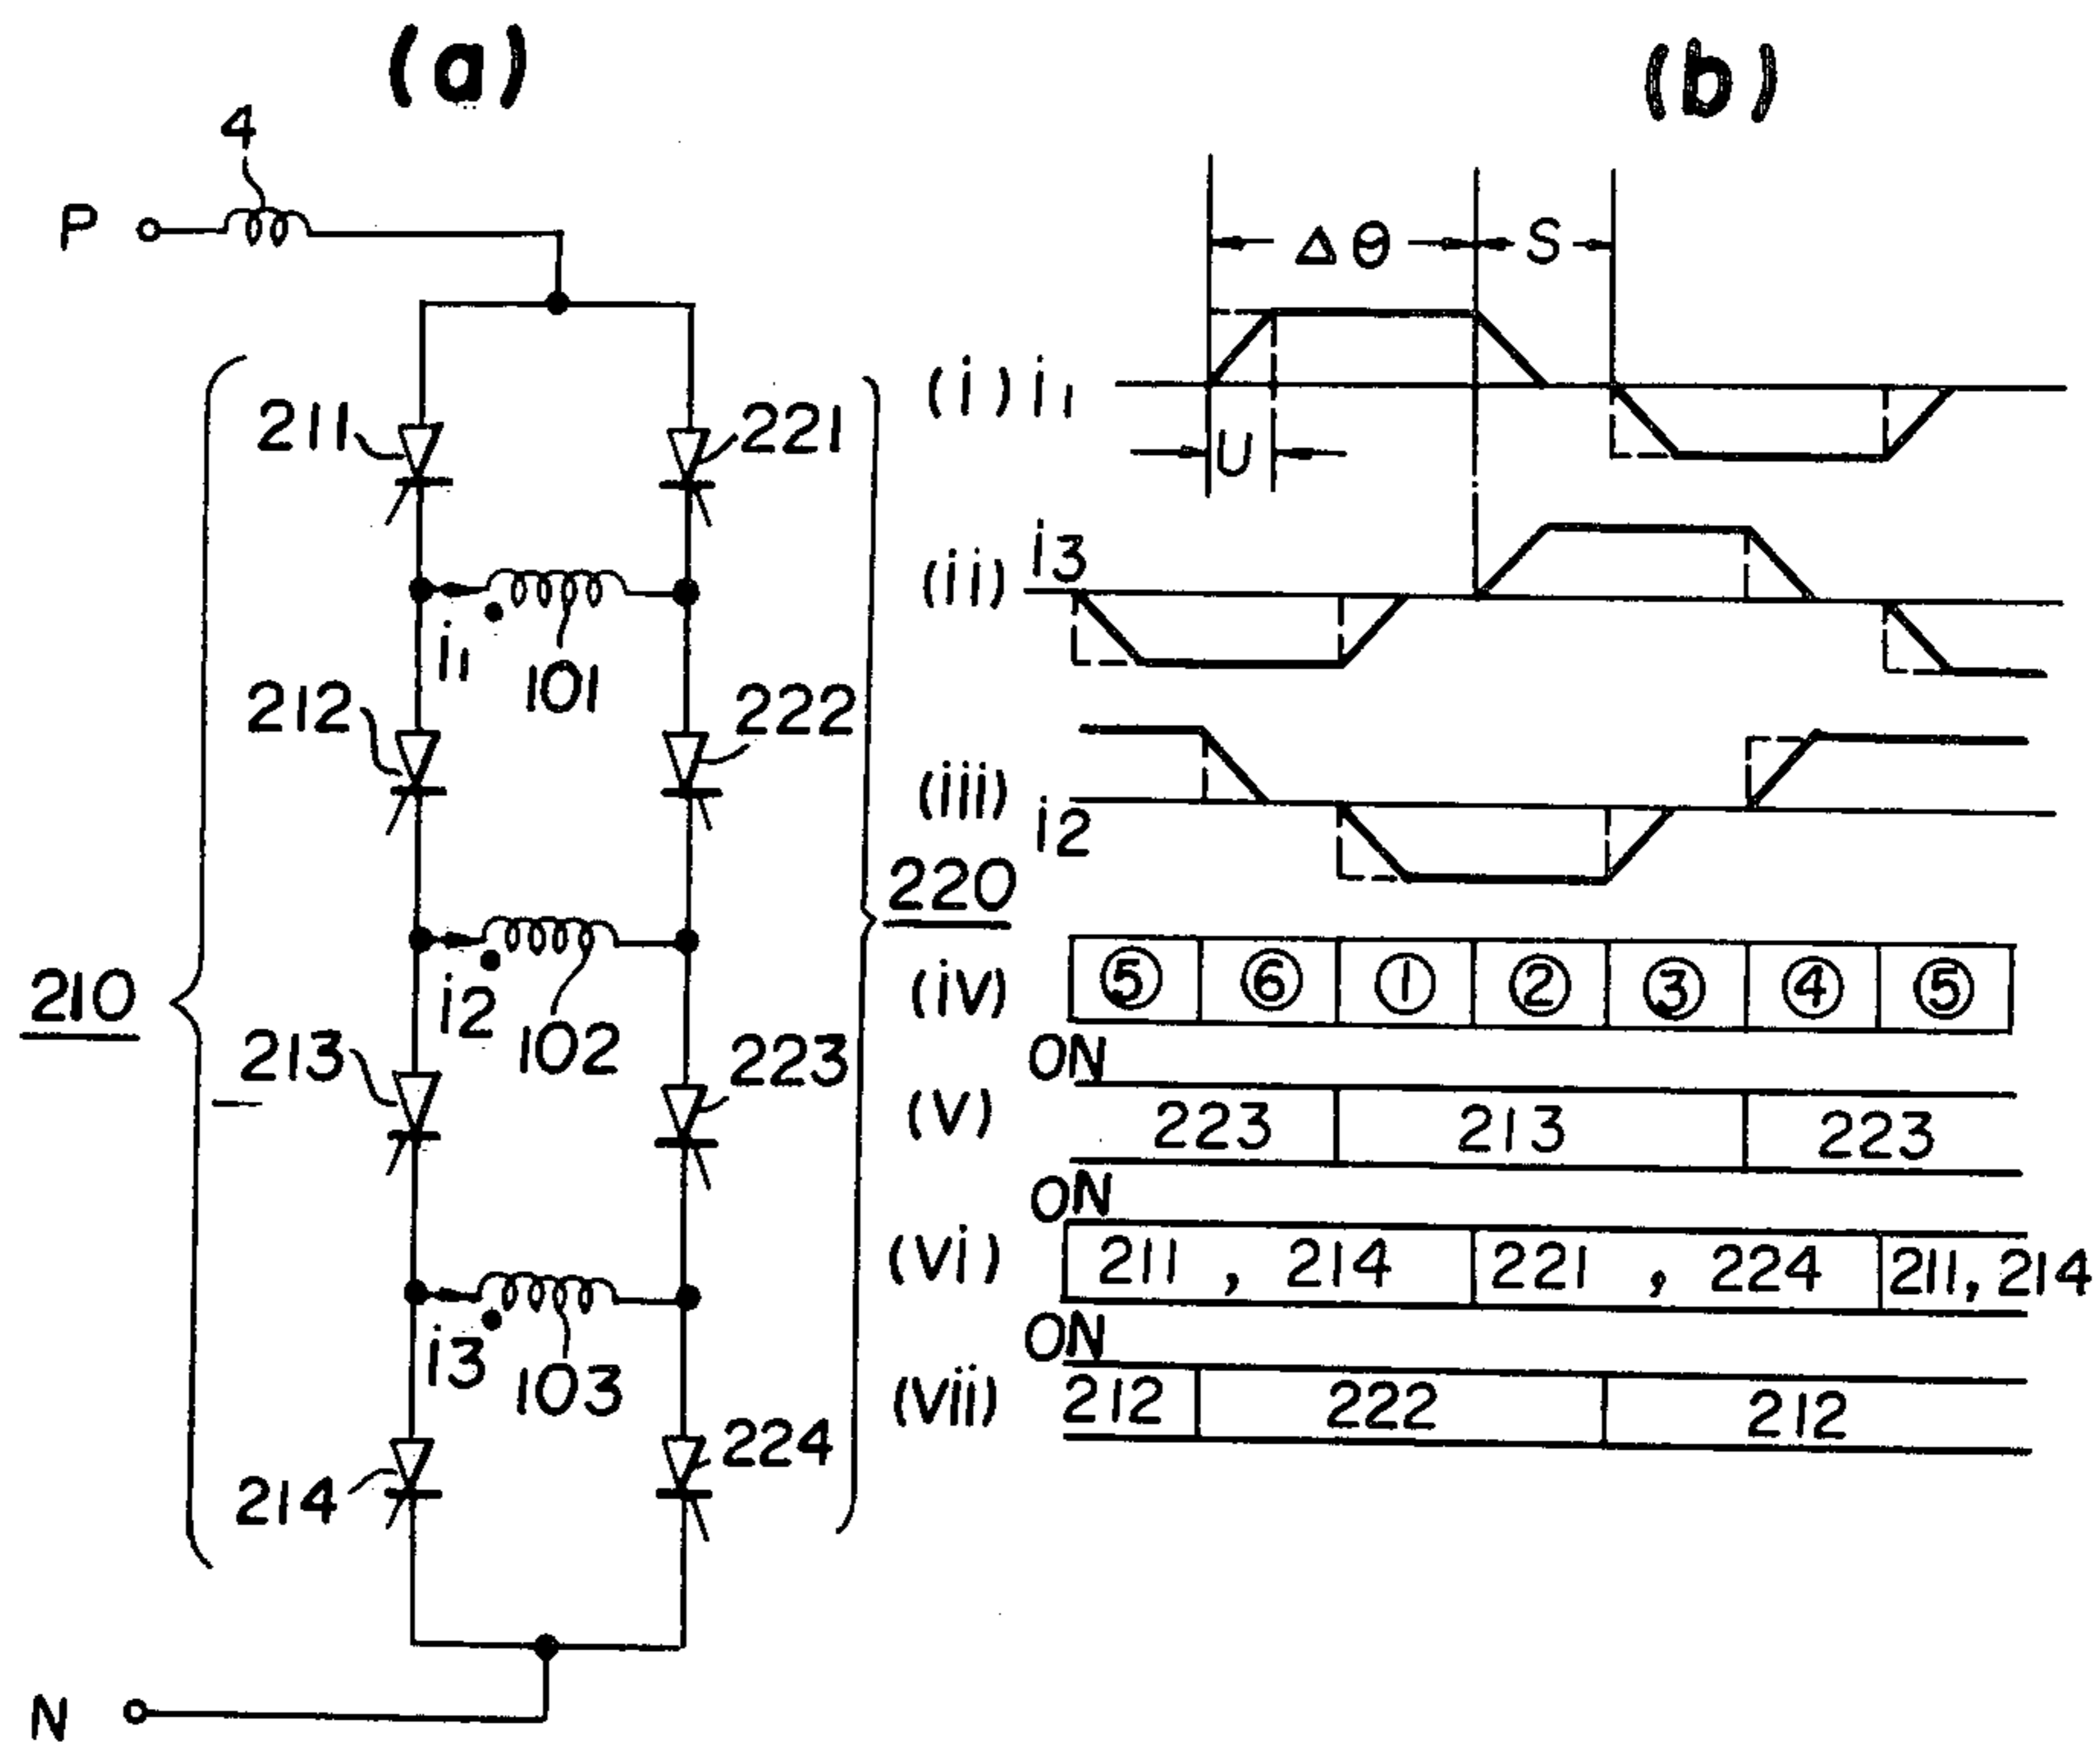 (a)
(b)
4
P
Δθ
S
(i) i1
U
211
221
i3
(ii)
i1
101
212
222
(iii)
i2
220
210
i2
102
(iv) ⑤ ⑥ ① ② ③ ④ ⑤
213
223
ON
(V) 223 213 223
ON
(Vi) 211 , 214 221 , 224 211, 214
i3
103
ON
(Vii) 212 222 212
214
224
N